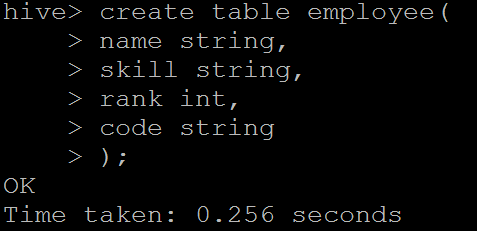 hive> create table employee(
    > name string,
    > skill string,
    > rank int,
    > code string
    > );
OK
Time taken: 0.256 seconds